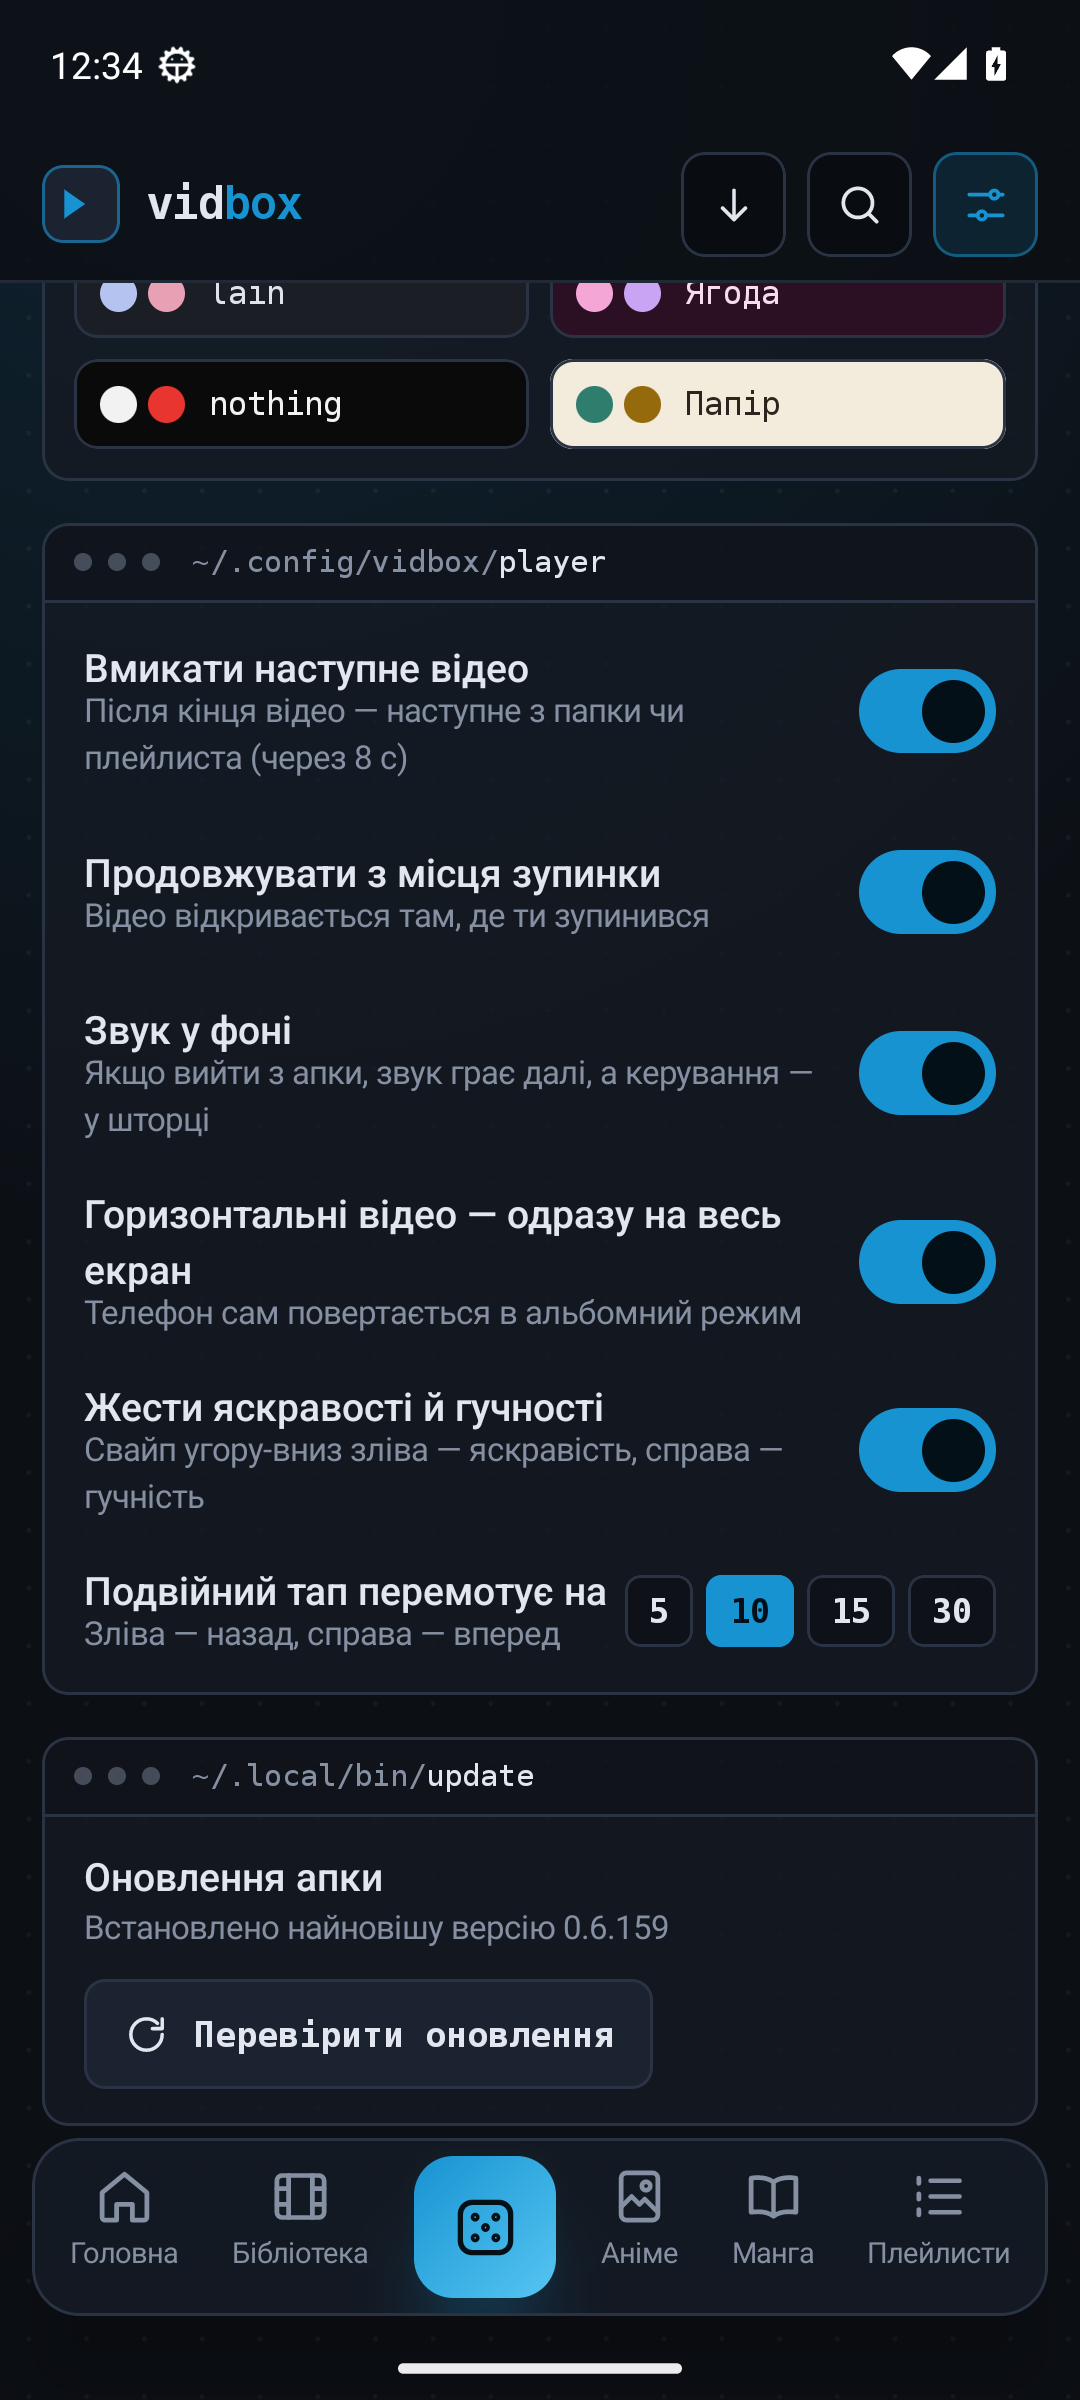 12:34
vidbox
lain
Ягода
nothing
Папір
~/.config/vidbox/player
Вмикати наступне відео
Після кінця відео — наступне з папки чи
плейлиста (через 8 с)
Продовжувати з місця зупинки
Відео відкривається там, де ти зупинився
Звук у фоні
Якщо вийти з апки, звук грає далі, а керування —
у шторці
Горизонтальні відео — одразу на весь
екран
Телефон сам повертається в альбомний режим
Жести яскравості й гучності
Свайп угору-вниз зліва — яскравість, справа —
гучність
Подвійний тап перемотує на
5 10 15 30
Зліва — назад, справа — вперед
~/.local/bin/update
Оновлення апки
Встановлено найновішу версію 0.6.159
Перевірити оновлення
Головна Бібліотека Аніме Манга Плейлисти